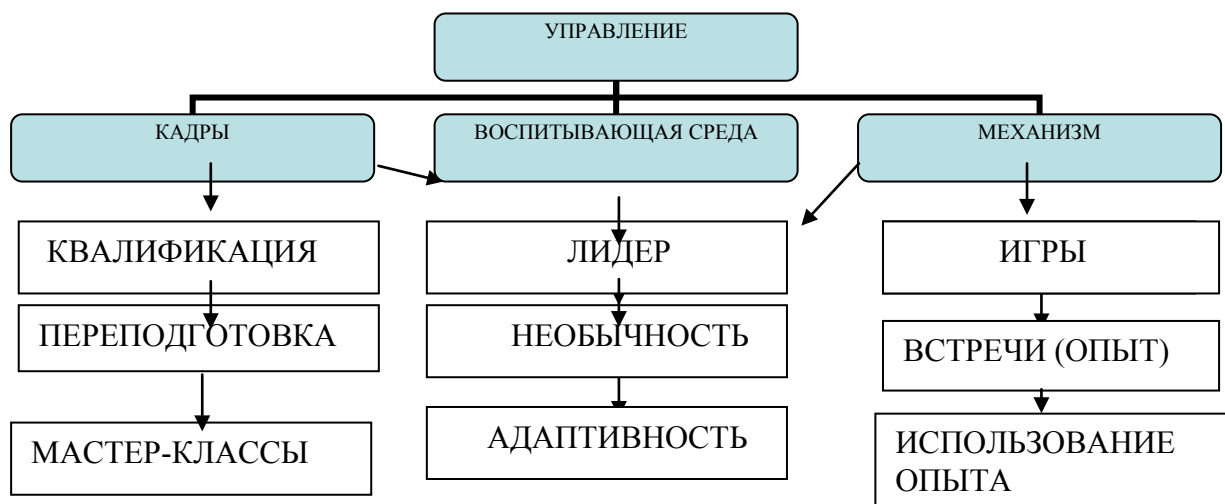 УПРАВЛЕНИЕ
КАДРЫ
ВОСПИТЫВАЮЩАЯ СРЕДА
МЕХАНИЗМ
КВАЛИФИКАЦИЯ
ЛИДЕР
ИГРЫ
ПЕРЕПОДГОТОВКА
НЕОБЫЧНОСТЬ
ВСТРЕЧИ (ОПЫТ)
МАСТЕР-КЛАССЫ
АДАПТИВНОСТЬ
ИСПОЛЬЗОВАНИЕ
ОПЫТА